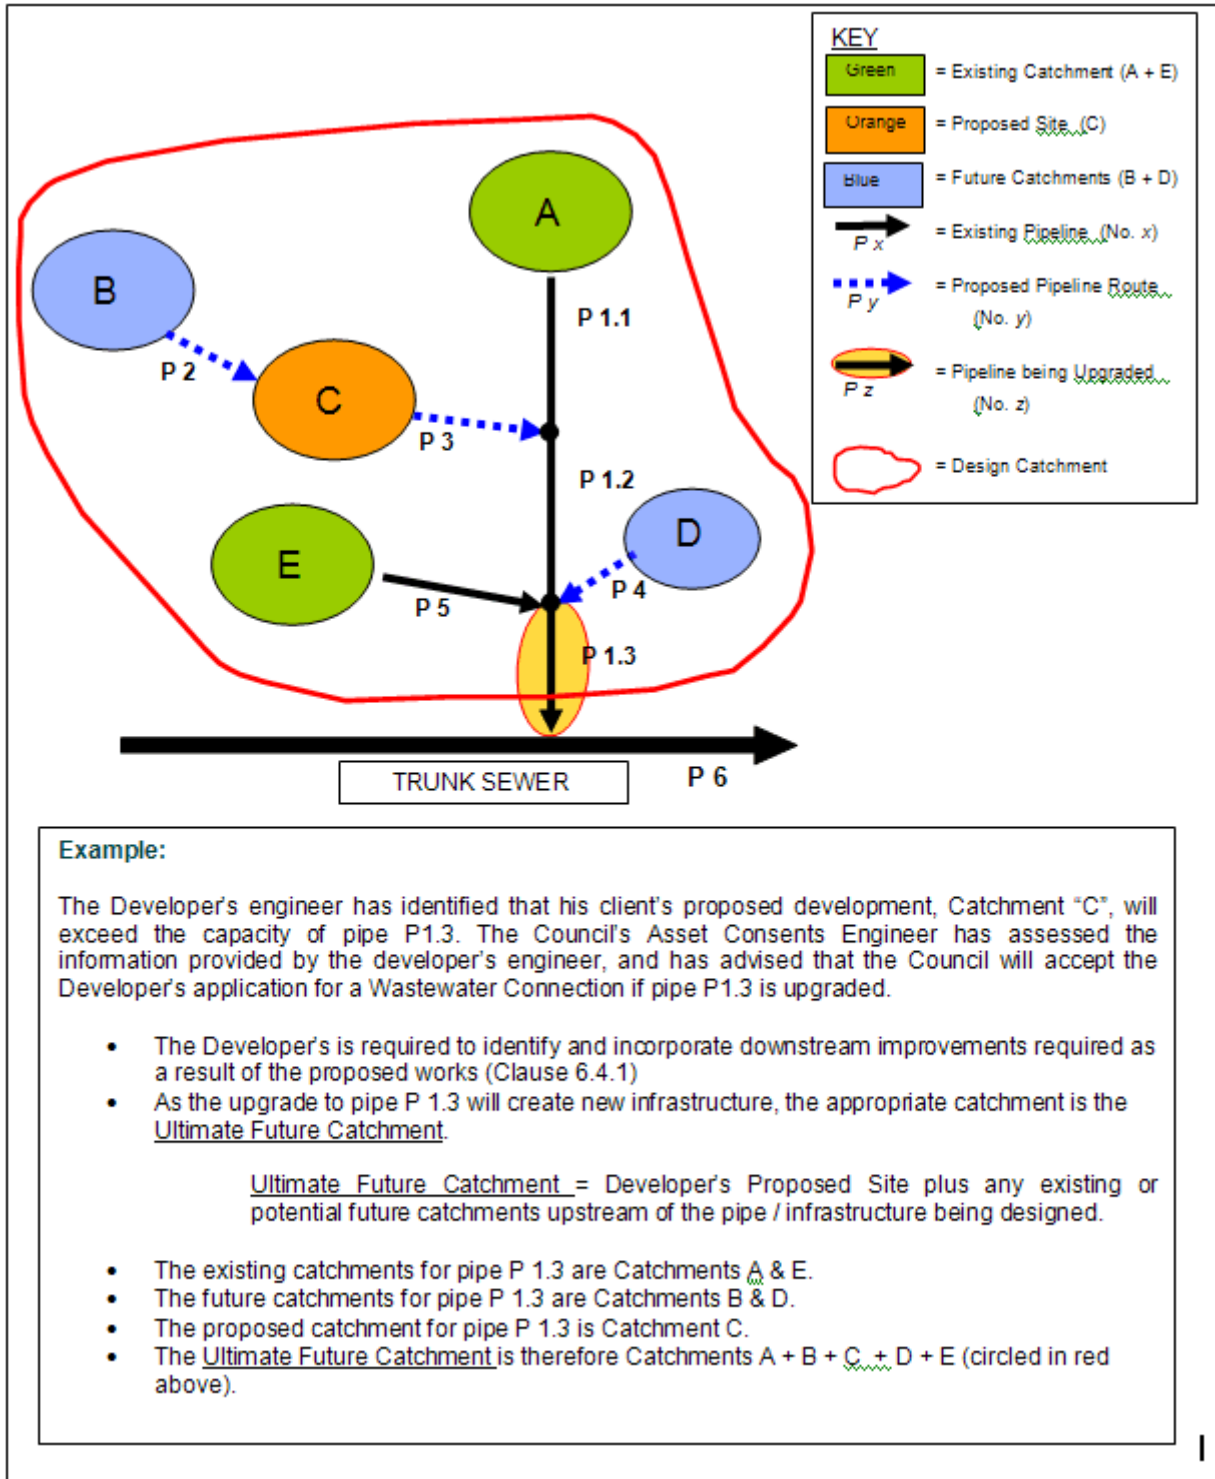 KEY
Green = Existing Catchment (A + E)
Orange = Proposed Site (C)
Blue = Future Catchments (B + D)
P x = Existing Pipeline (No. x)
P y = Proposed Pipeline Route
(No. y)
P z = Pipeline being Upgraded
(No. z)
= Design Catchment
A
B
P 1.1
P 2
C
P 3
P 1.2
D
E
P 4
P 5
P 1.3
TRUNK SEWER
P 6
Example:
The Developer's engineer has identified that his client's proposed development, Catchment “C”, will
exceed the capacity of pipe P1.3. The Council's Asset Consents Engineer has assessed the
information provided by the developer's engineer, and has advised that the Council will accept the
Developer's application for a Wastewater Connection if pipe P1.3 is upgraded.
• The Developer's is required to identify and incorporate downstream improvements required as
a result of the proposed works (Clause 6.4.1)
• As the upgrade to pipe P 1.3 will create new infrastructure, the appropriate catchment is the
Ultimate Future Catchment.
Ultimate Future Catchment = Developer's Proposed Site plus any existing or
potential future catchments upstream of the pipe / infrastructure being designed.
• The existing catchments for pipe P 1.3 are Catchments A & E.
• The future catchments for pipe P 1.3 are Catchments B & D.
• The proposed catchment for pipe P 1.3 is Catchment C.
• The Ultimate Future Catchment is therefore Catchments A + B + C + D + E (circled in red
above).